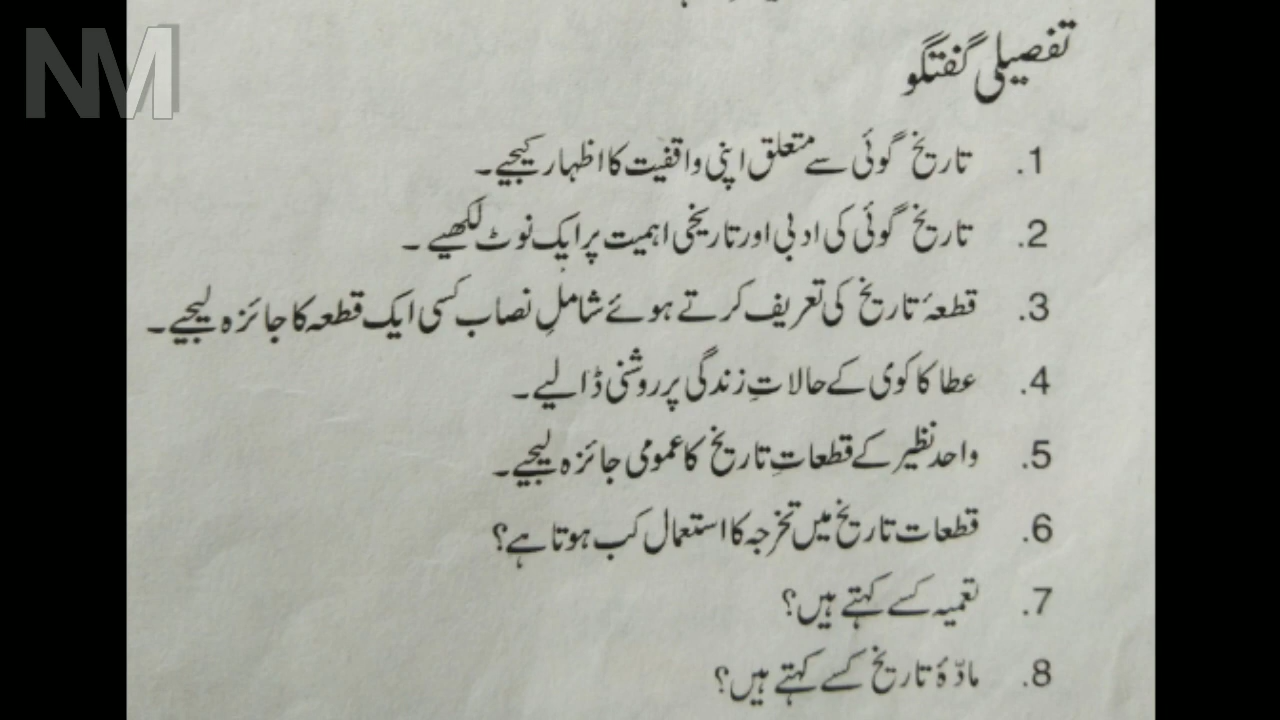 NM
تفصیلی گفتگو
1. تاریخ گوئی سے متعلق اپنی واقفیت کا اظہار کیجیے۔
2. تاریخ گوئی کی ادبی اور تاریخی اہمیت پر ایک نوٹ لکھیے۔
3. قطعۂ تاریخ کی تعریف کرتے ہوئے شاملِ نصاب کسی ایک قطعہ کا جائزہ لیجیے۔
4. عطا کاکوی کے حالاتِ زندگی پر روشنی ڈالیے۔
5. واحد نظیر کے قطعاتِ تاریخ کا عمومی جائزہ لیجیے۔
6. قطعات تاریخ میں تخرجہ کا استعمال کب ہوتا ہے؟
7. تعمیہ کسے کہتے ہیں؟
8. مادّۂ تاریخ کسے کہتے ہیں؟